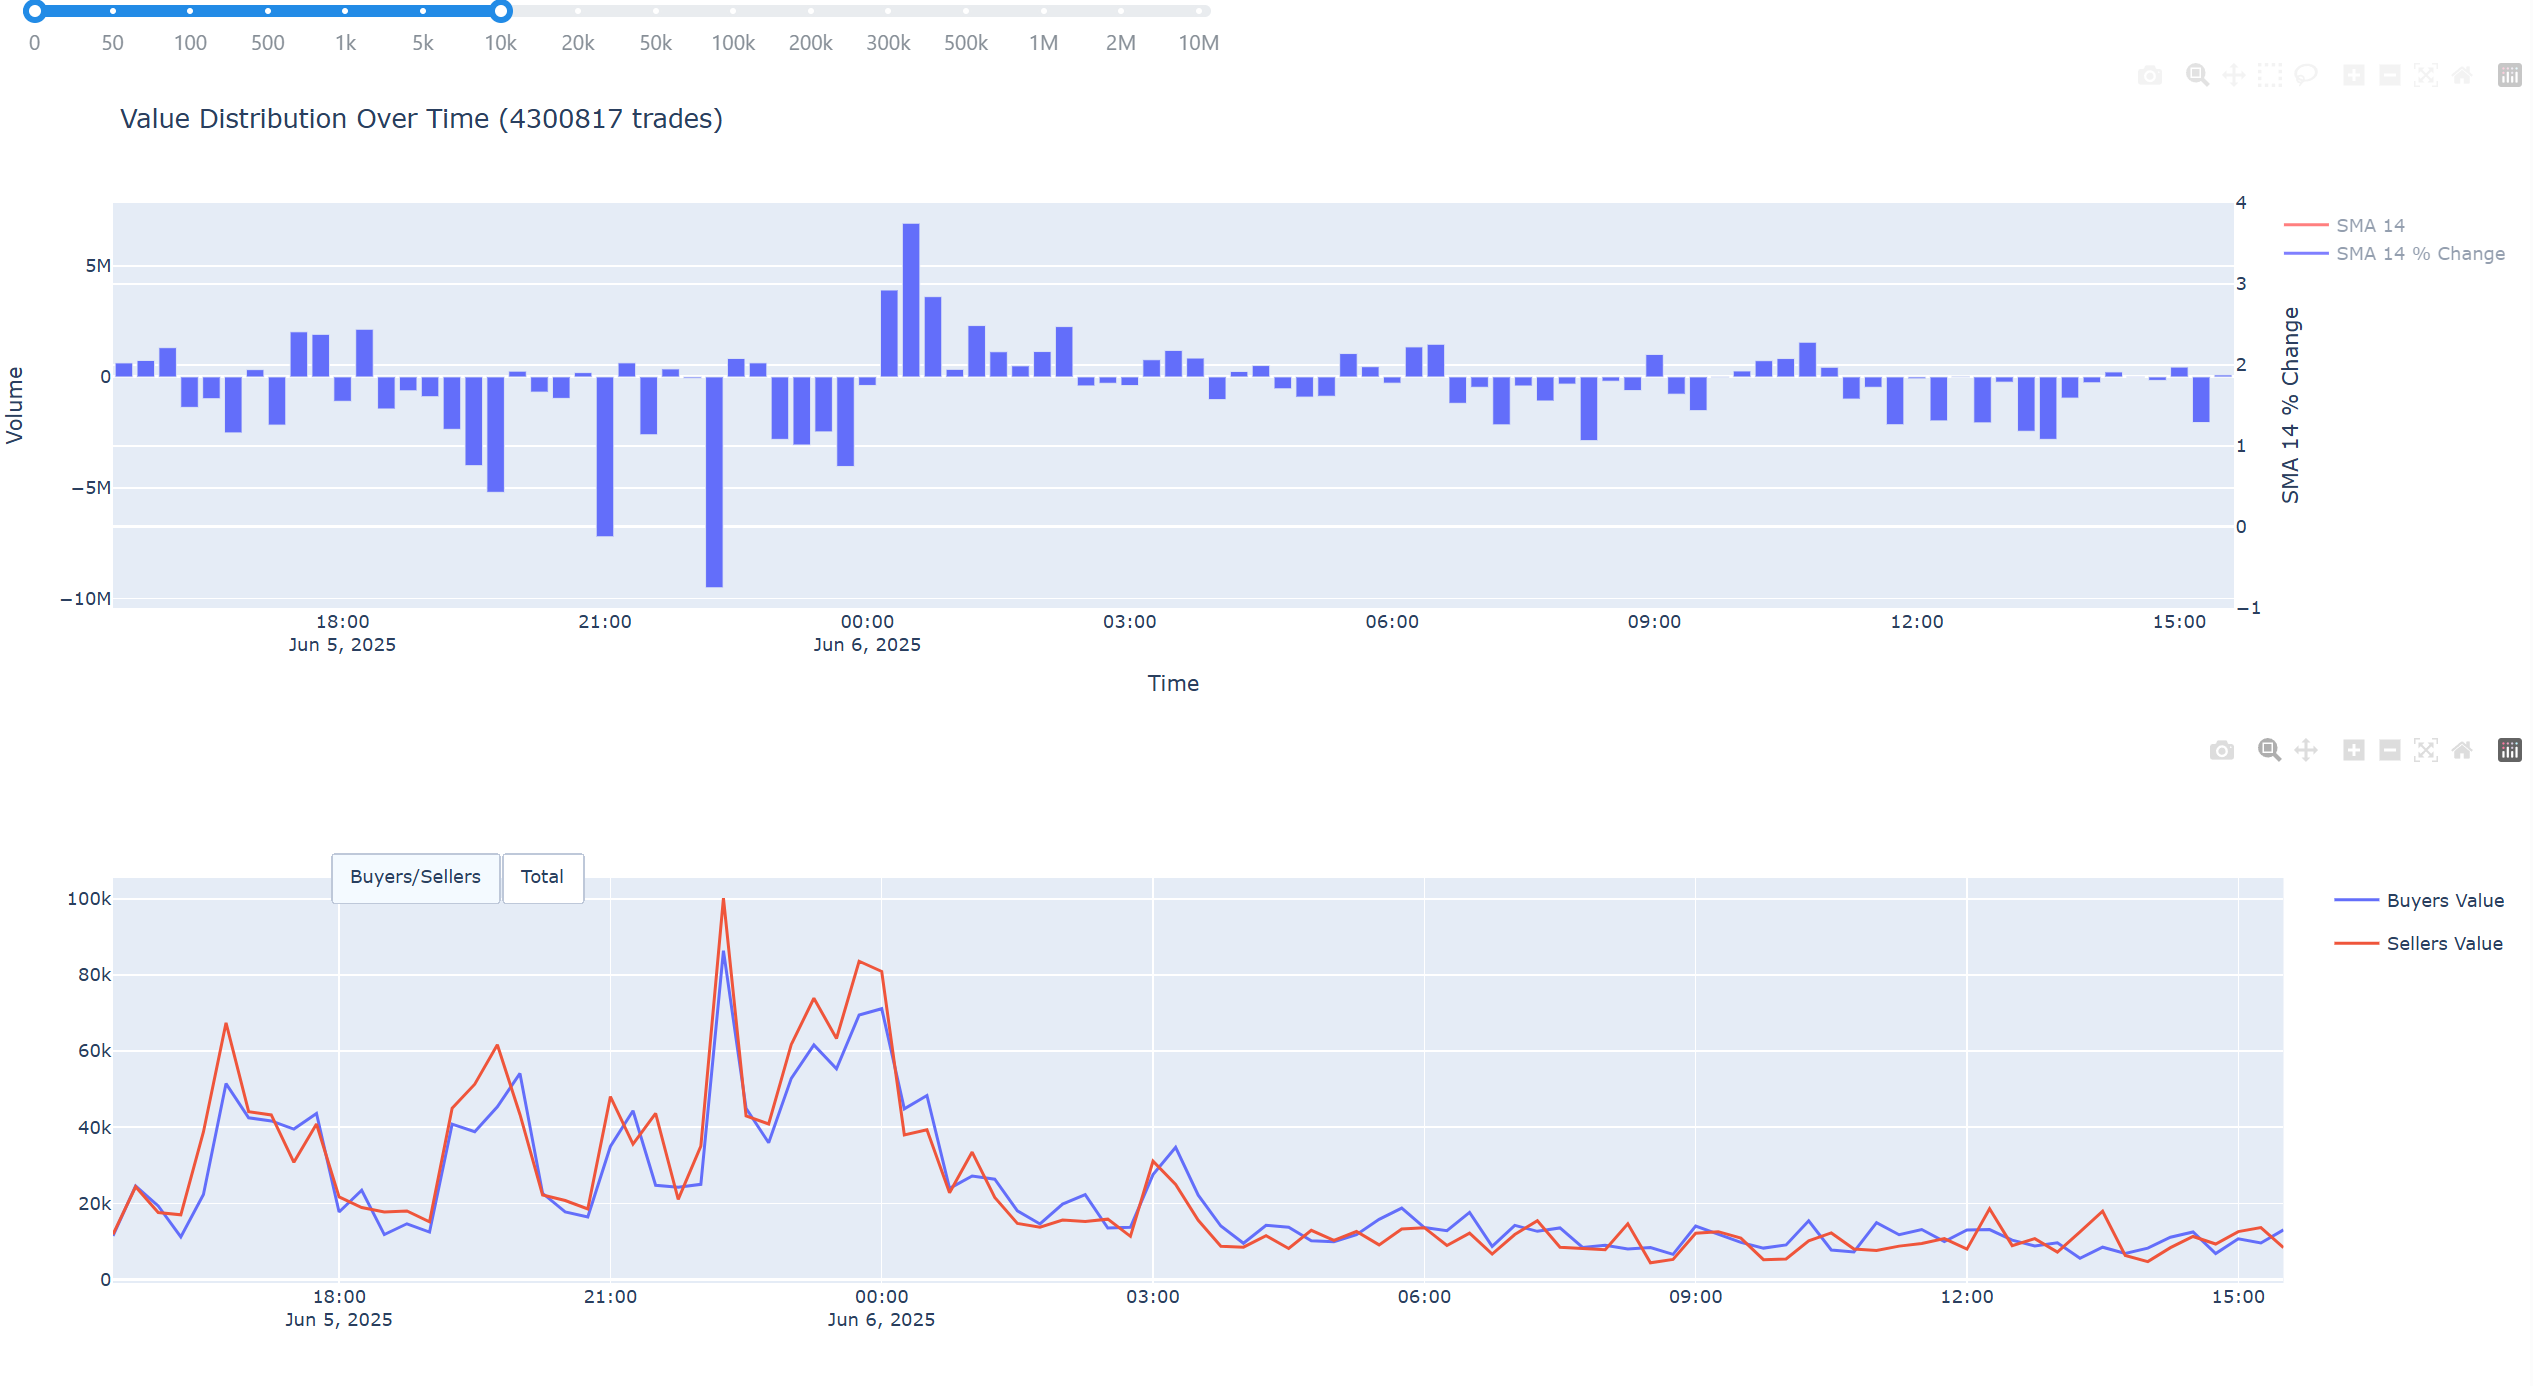 0 50 100 500 1k 5k 10k 20k 50k 100k 200k 300k 500k 1M 2M 10M
Value Distribution Over Time (4300817 trades)
5M
0
−5M
−10M
Volume
4
3
2
1
0
−1
SMA 14 % Change
SMA 14
SMA 14 % Change
18:00 21:00 00:00 03:00 06:00 09:00 12:00 15:00
Jun 5, 2025 Jun 6, 2025
Time
Buyers/Sellers Total
100k
80k
60k
40k
20k
0
Buyers Value
Sellers Value
18:00 21:00 00:00 03:00 06:00 09:00 12:00 15:00
Jun 5, 2025 Jun 6, 2025